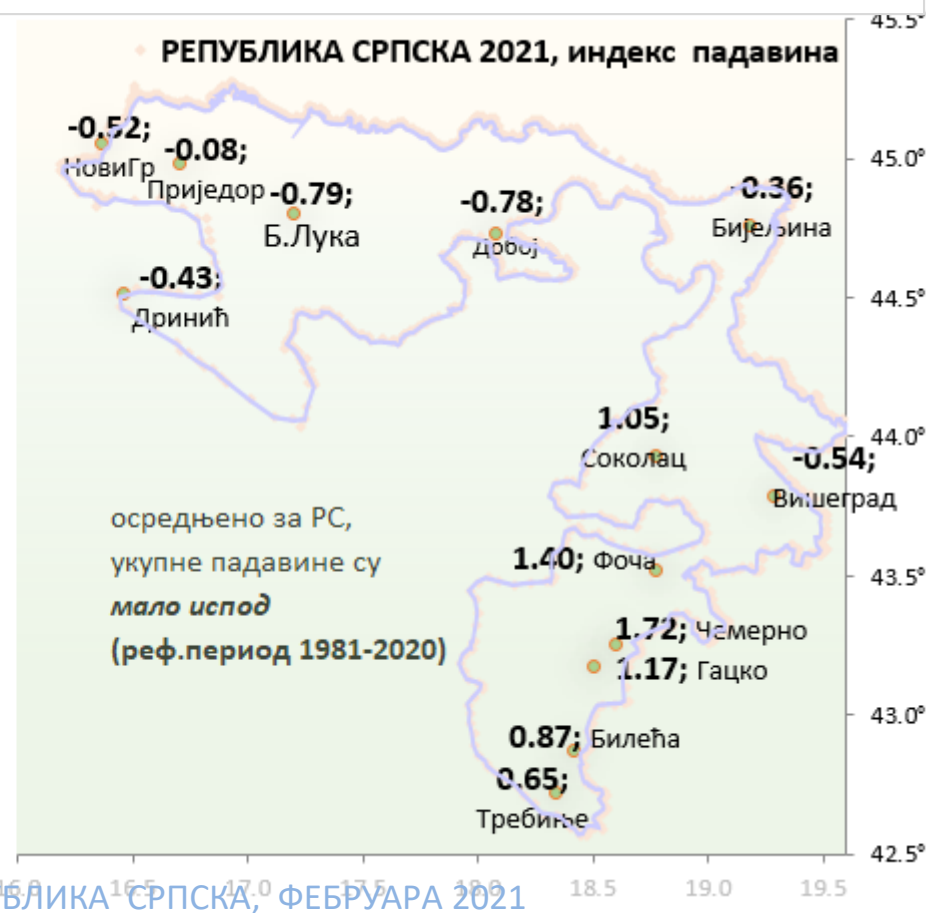 45.5°
РЕПУБЛИКА СРПСКА 2021, индекс падавина
-0.52;
НовиГр
-0.08;
Приједор
45.0°
-0.79;
Б.Лука
-0.78;
Добој
-0.36;
Бијељина
-0.43;
Дринић
44.5°
1.05;
Соколац
44.0°
-0.54;
Вишеград
осредњено за РС,
укупне падавине су
мало испод
(реф.период 1981-2020)
1.40; Фоча
43.5°
1.72; Чемерно
1.17; Гацко
43.0°
0.87; Билећа
0.65;
Требиње
42.5°
16.0 16.5 17.0 17.5 18.0 18.5 19.0 19.5
БЛИКА СРПСКА, ФЕБРУАРА 2021